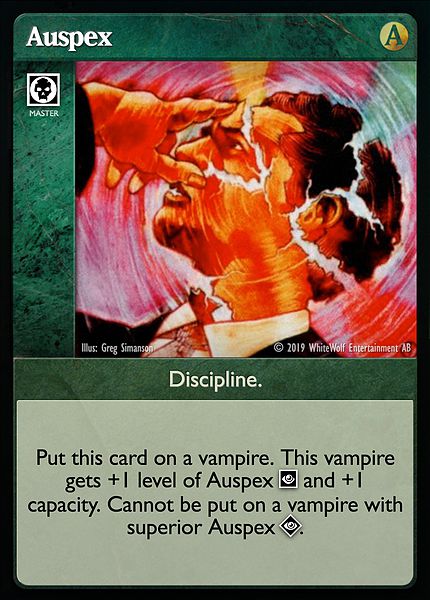 Auspex
A
MASTER
Illus: Greg Simanson
© 2019 WhiteWolf Entertainment AB
Discipline.
Put this card on a vampire. This vampire
gets +1 level of Auspex and +1
capacity. Cannot be put on a vampire with
superior Auspex .